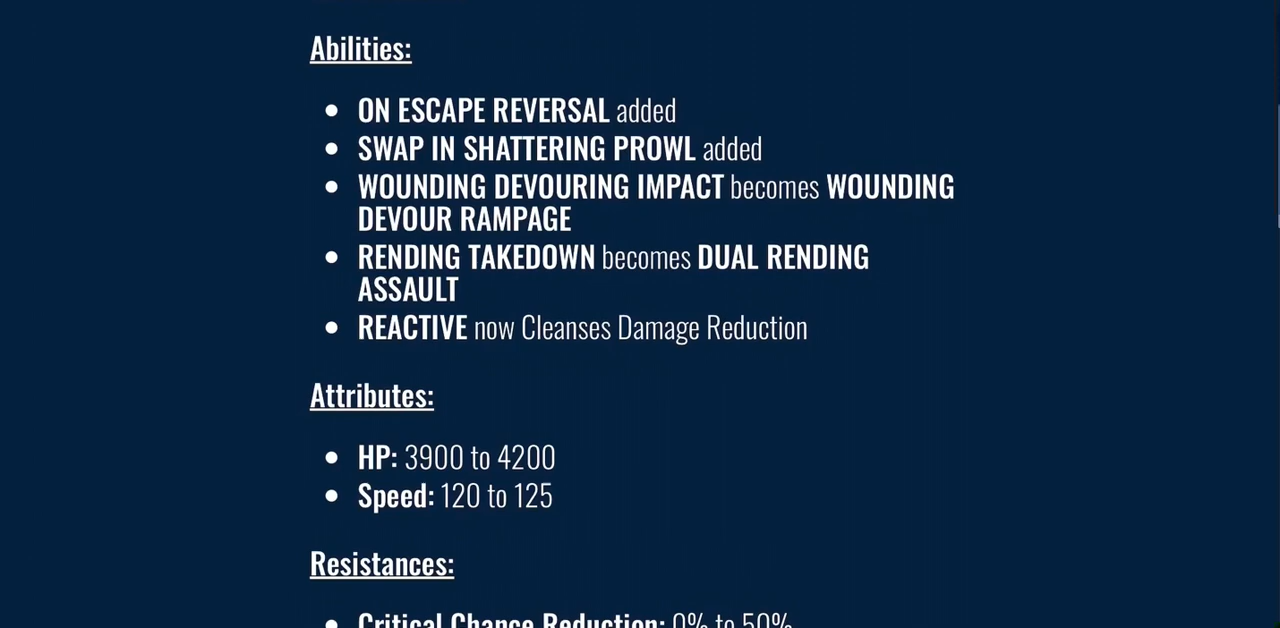 Abilities:
ON ESCAPE REVERSAL added
SWAP IN SHATTERING PROWL added
WOUNDING DEVOURING IMPACT becomes WOUNDING
DEVOUR RAMPAGE
RENDING TAKEDOWN becomes DUAL RENDING
ASSAULT
REACTIVE now Cleanses Damage Reduction
Attributes:
HP: 3900 to 4200
Speed: 120 to 125
Resistances:
Critical Chance Reduction: 0% to 50%